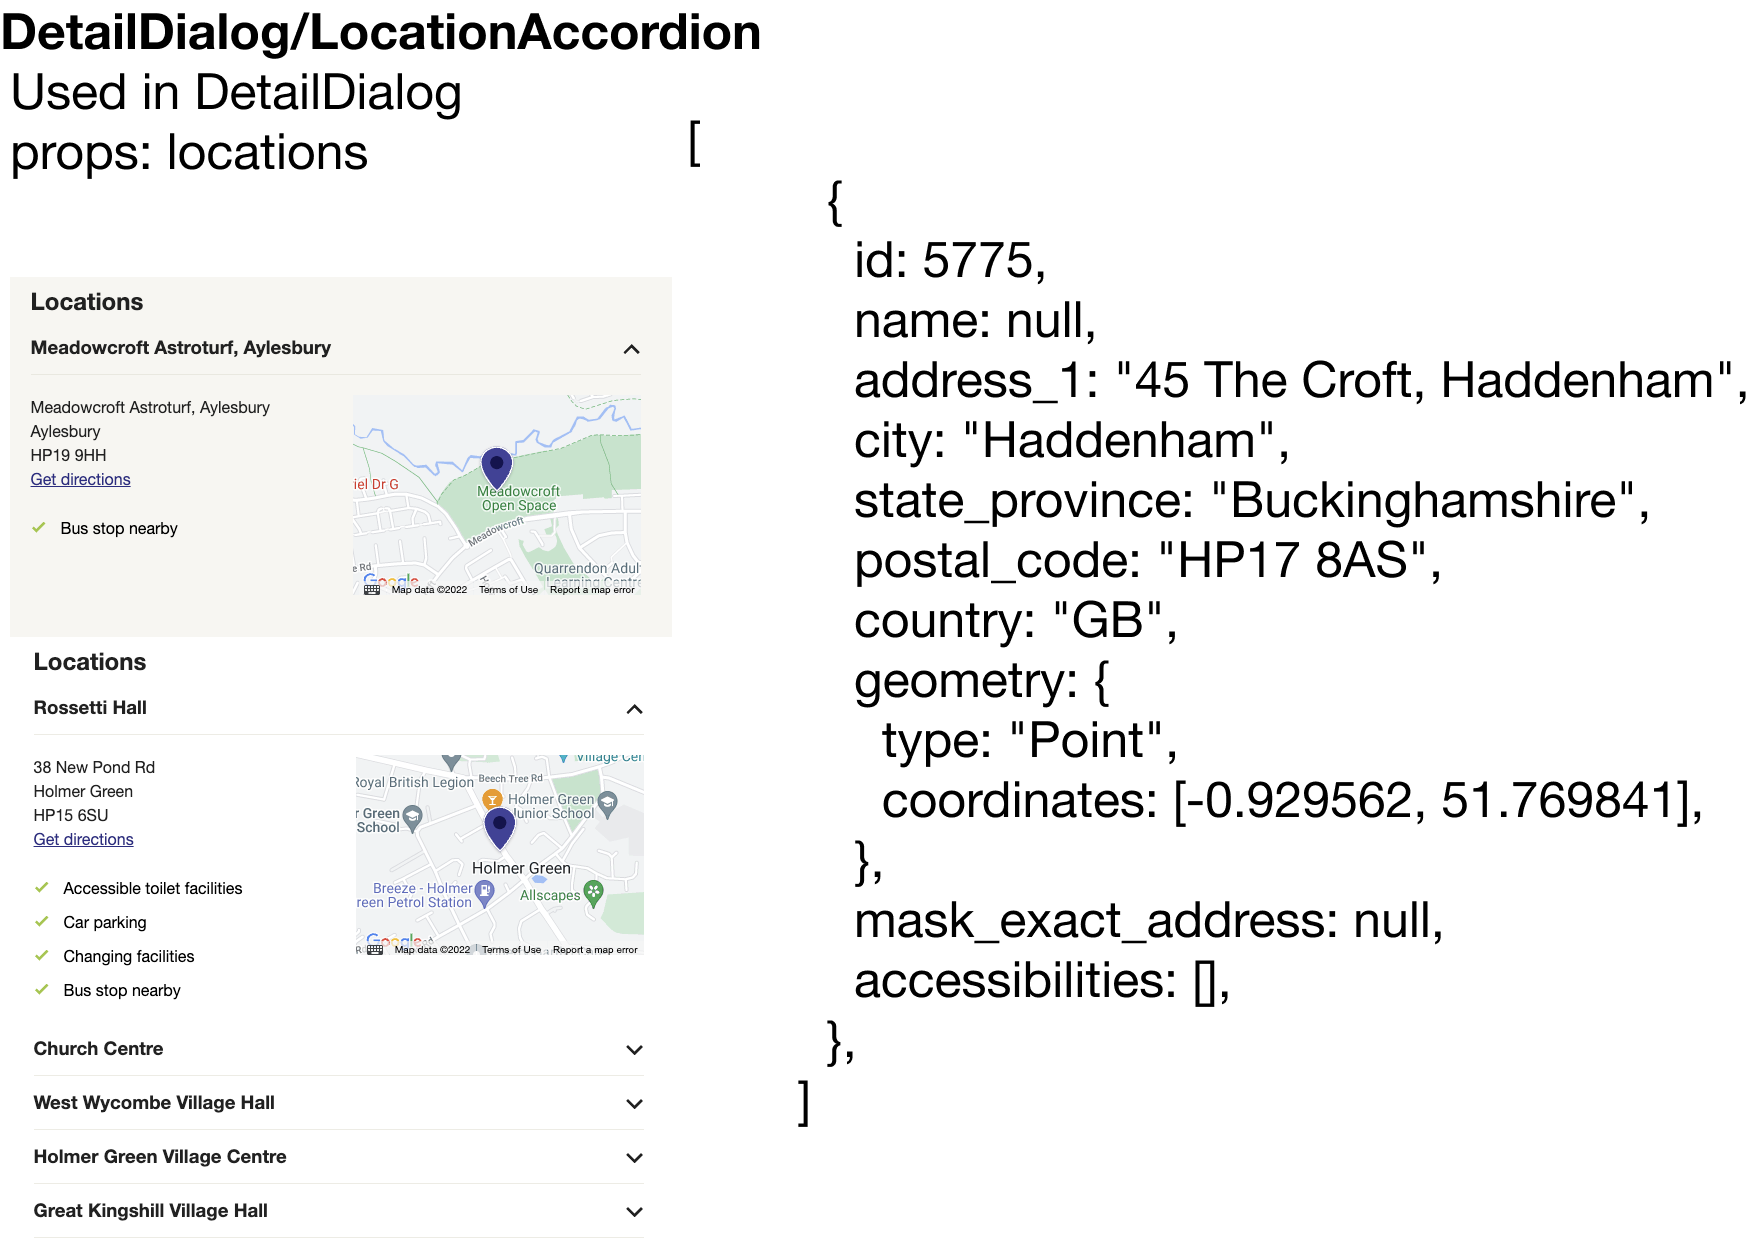 DetailDialog/LocationAccordion
Used in DetailDialog
props: locations
Locations
Meadowcroft Astroturf, Aylesbury
Meadowcroft Astroturf, Aylesbury
Aylesbury
HP19 9HH
Get directions
Bus stop nearby
iel Dr G
Meadowcroft
Open Space
Meadowcroft
Quarrendon Adul
Learning Centre
e Rd
Google
Map data ©2022 Terms of Use Report a map error
Locations
Rossetti Hall
38 New Pond Rd
Holmer Green
HP15 6SU
Get directions
Accessible toilet facilities
Car parking
Changing facilities
Bus stop nearby
Village Cen
Royal British Legion
Beech Tree Rd
Holmer Green
Junior School
r Green
School
Holmer Green
Breeze - Holmer
reen Petrol Station
Allscapes
Google
Map data ©2022 Terms of Use Report a map error
Church Centre
West Wycombe Village Hall
Holmer Green Village Centre
Great Kingshill Village Hall
[
{
id: 5775,
name: null,
address_1: "45 The Croft, Haddenham",
city: "Haddenham",
state_province: "Buckinghamshire",
postal_code: "HP17 8AS",
country: "GB",
geometry: {
type: "Point",
coordinates: [-0.929562, 51.769841],
},
mask_exact_address: null,
accessibilities: [],
},
]